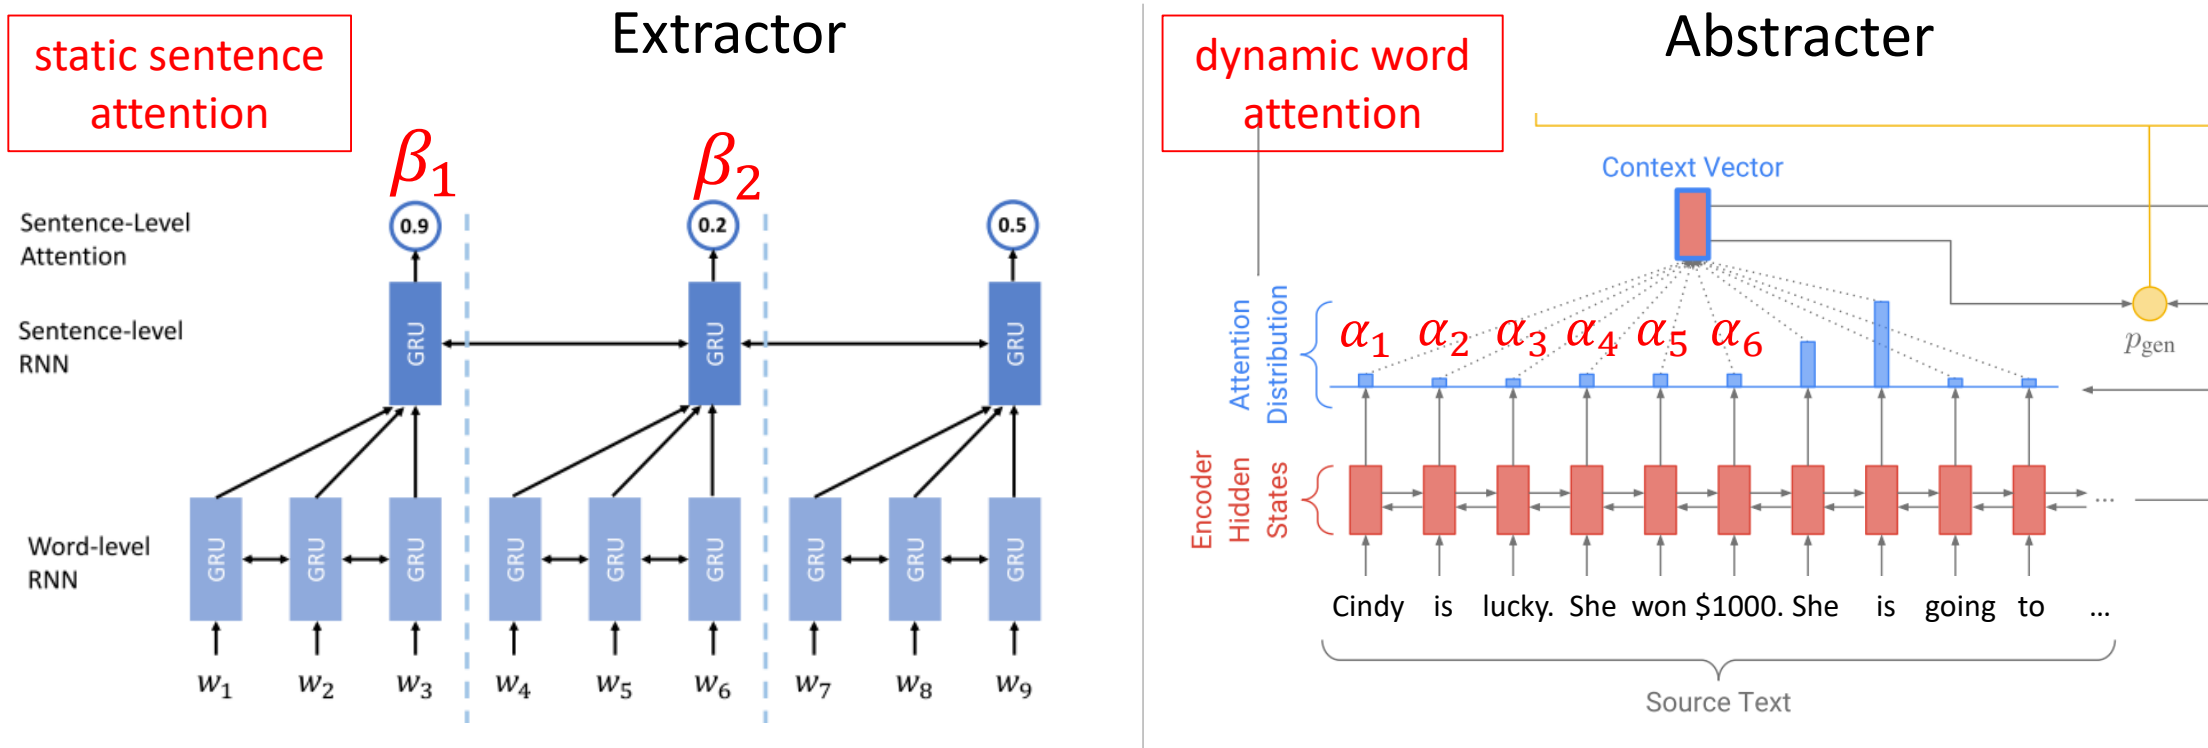 static sentence
attention
Extractor
β₁
β₂
Sentence-Level
Attention
0.9
0.2
0.5
Sentence-level
RNN
GRU
GRU
GRU
Word-level
RNN
GRU
GRU
GRU
GRU
GRU
GRU
GRU
GRU
GRU
w₁ w₂ w₃ w₄ w₅ w₆ w₇ w₈ w₉
dynamic word
attention
Abstracter
Context Vector
Attention
Distribution
α₁ α₂ α₃ α₄ α₅ α₆
p_gen
Encoder
Hidden
States
...
Cindy is lucky. She won $1000. She is going to ...
Source Text